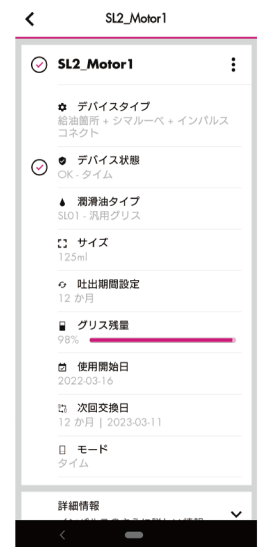 SL2_Motor1
SL2_Motor1
デバイスタイプ
給油箇所 + シマルーベ + インパルス
コネクト
デバイス状態
OK - タイム
潤滑油タイプ
SL01 - 汎用グリス
サイズ
125ml
吐出期間設定
12 か月
グリス残量
98%
使用開始日
2022-03-16
次回交換日
12 か月 | 2023-03-11
モード
タイム
詳細情報